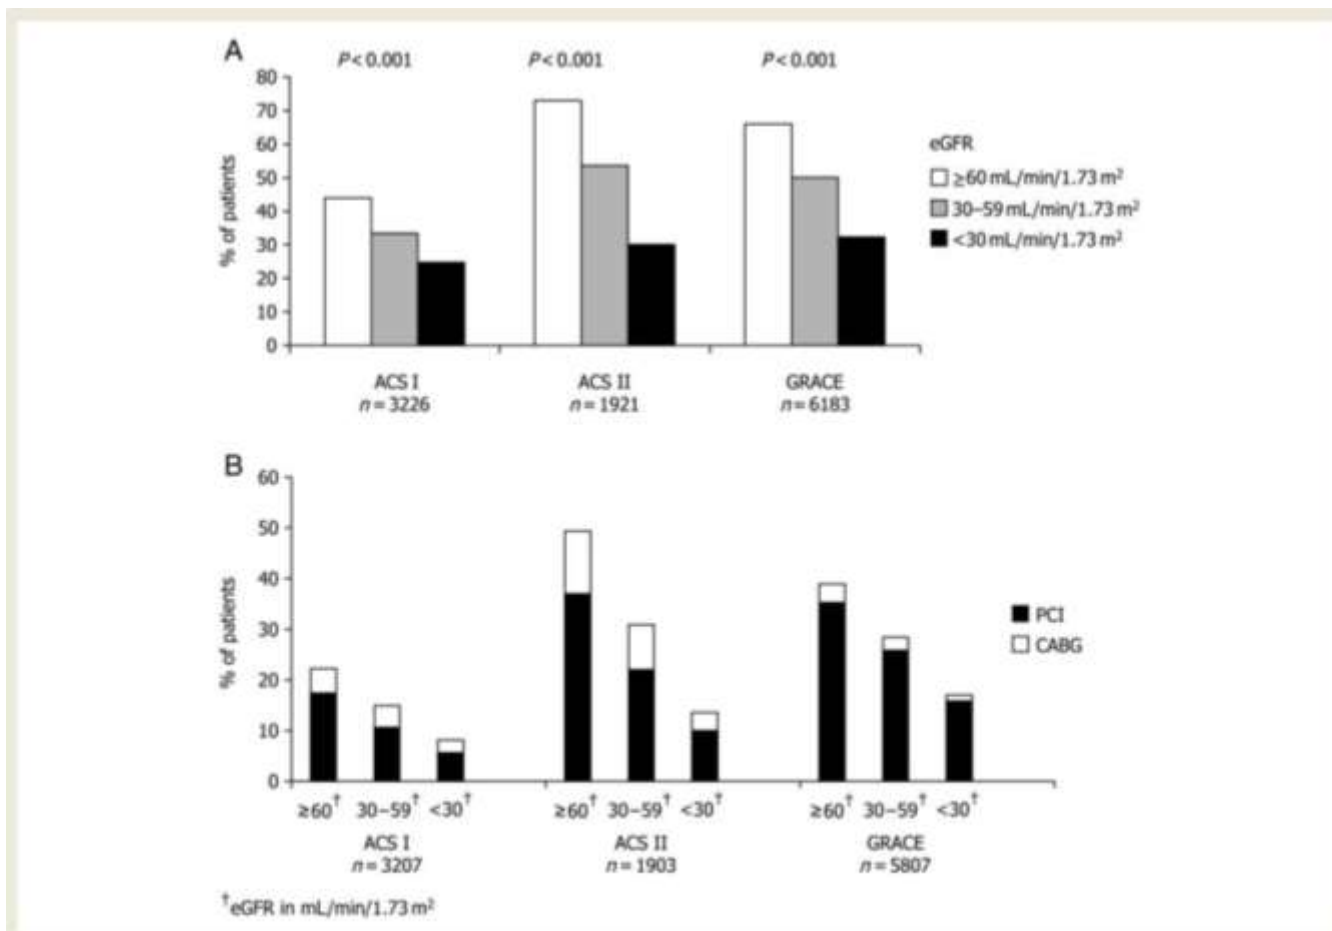 A
P < 0.001 P < 0.001 P < 0.001
80
70
60
50
40
30
20
10
0
% of patients
eGFR
≥60 mL/min/1.73 m²
30–59 mL/min/1.73 m²
<30 mL/min/1.73 m²
ACS I ACS II GRACE
n = 3226 n = 1921 n = 6183
B
60
50
40
30
20
10
0
% of patients
PCI
CABG
≥60† 30–59† <30† ≥60† 30–59† <30† ≥60† 30–59† <30†
ACS I ACS II GRACE
n = 3207 n = 1903 n = 5807
†eGFR in mL/min/1.73 m²